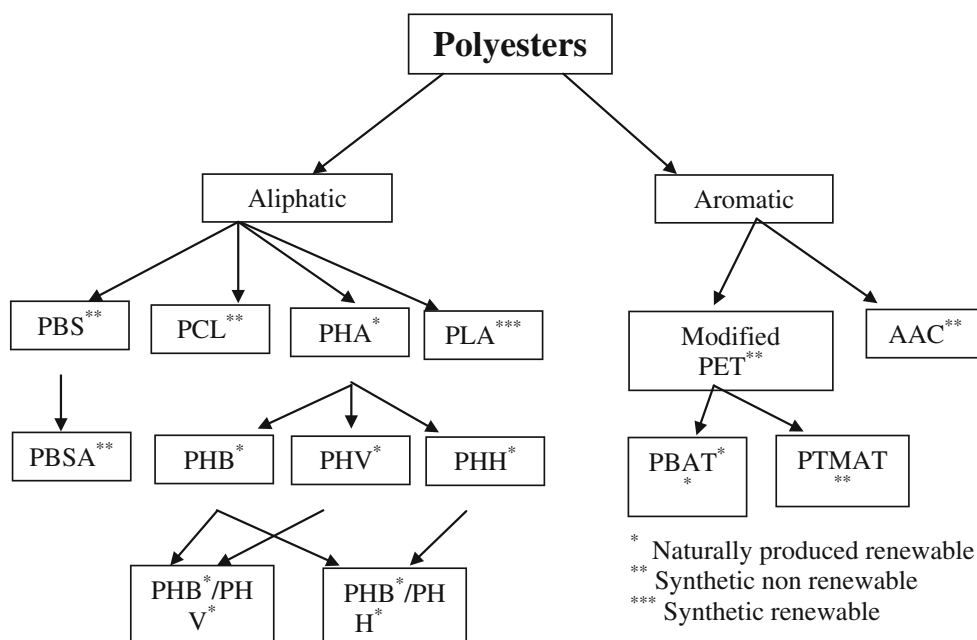 Polyesters
Aliphatic
Aromatic
PBS**
PCL**
PHA*
PLA***
Modified
PET**
AAC**
PBSA**
PHB*
PHV*
PHH*
PBAT*
*
PTMAT
**
PHB*/PH
V*
PHB*/PH
H*
* Naturally produced renewable
** Synthetic non renewable
*** Synthetic renewable